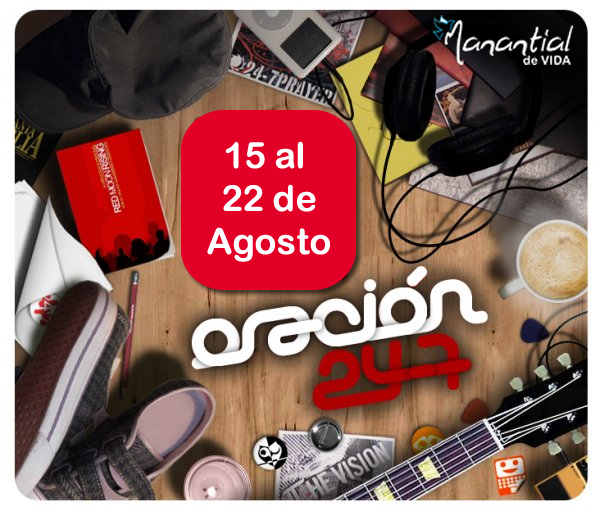 Manantial
de VIDA
24-7PRAYER
15 al
22 de
Agosto
RED MOON RISING
oración
24-7
THE VISION